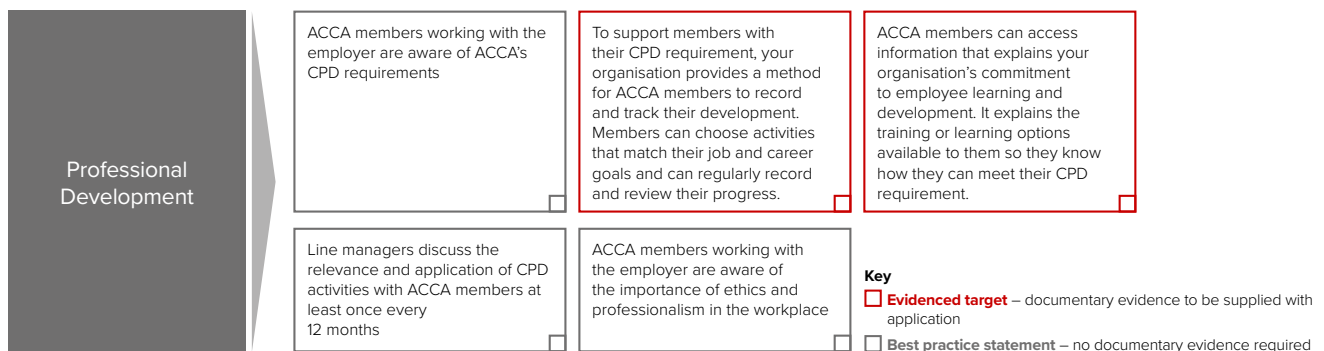 Professional
Development
ACCA members working with the
employer are aware of ACCA’s
CPD requirements
To support members with
their CPD requirement, your
organisation provides a method
for ACCA members to record
and track their development.
Members can choose activities
that match their job and career
goals and can regularly record
and review their progress.
ACCA members can access
information that explains your
organisation’s commitment
to employee learning and
development. It explains the
training or learning options
available to them so they know
how they can meet their CPD
requirement.
Line managers discuss the
relevance and application of CPD
activities with ACCA members at
least once every
12 months
ACCA members working with
the employer are aware of
the importance of ethics and
professionalism in the workplace
Key
Evidenced target – documentary evidence to be supplied with
application
Best practice statement – no documentary evidence required